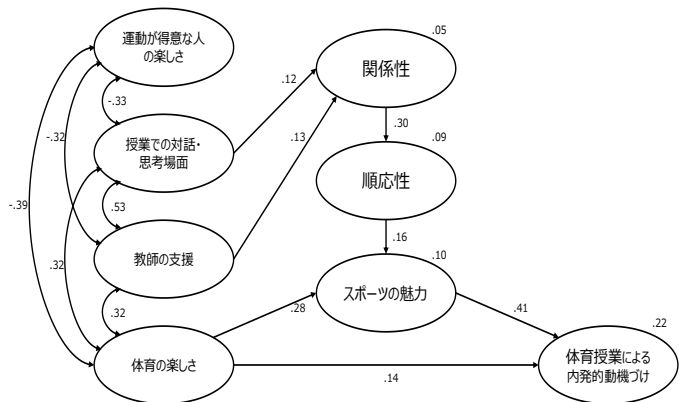 運動が得意な人
の楽しさ
-.33
授業での対話・
思考場面
.53
教師の支援
.32
体育の楽しさ
-.32
-.39
.32
.12
.13
.05
関係性
.30
.09
順応性
.16
.10
スポーツの魅力
.28
.41
.14
.22
体育授業による
内発的動機づけ